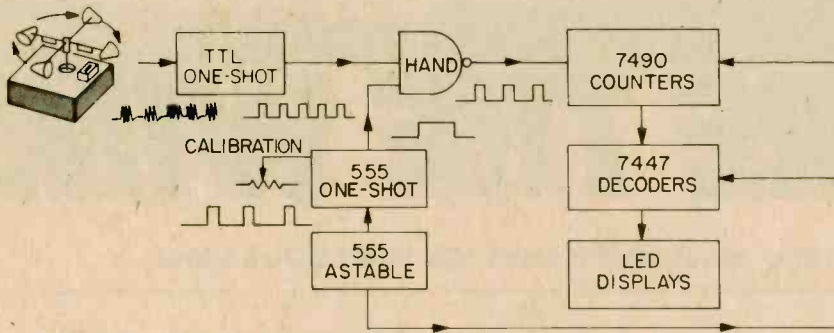 TTL
ONE-SHOT
HAND
7490
COUNTERS
CALIBRATION
555
ONE-SHOT
7447
DECODERS
555
ASTABLE
LED
DISPLAYS